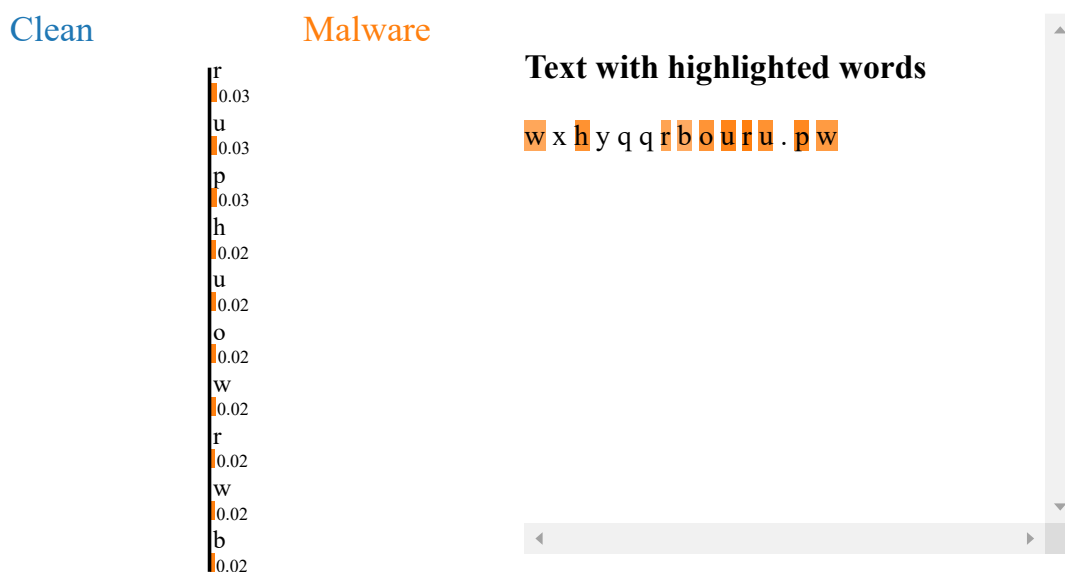 Clean Malware
r
0.03
u
0.03
p
0.03
h
0.02
u
0.02
o
0.02
w
0.02
r
0.02
w
0.02
b
0.02
Text with highlighted words
w x h y q q r b o u r u . p w